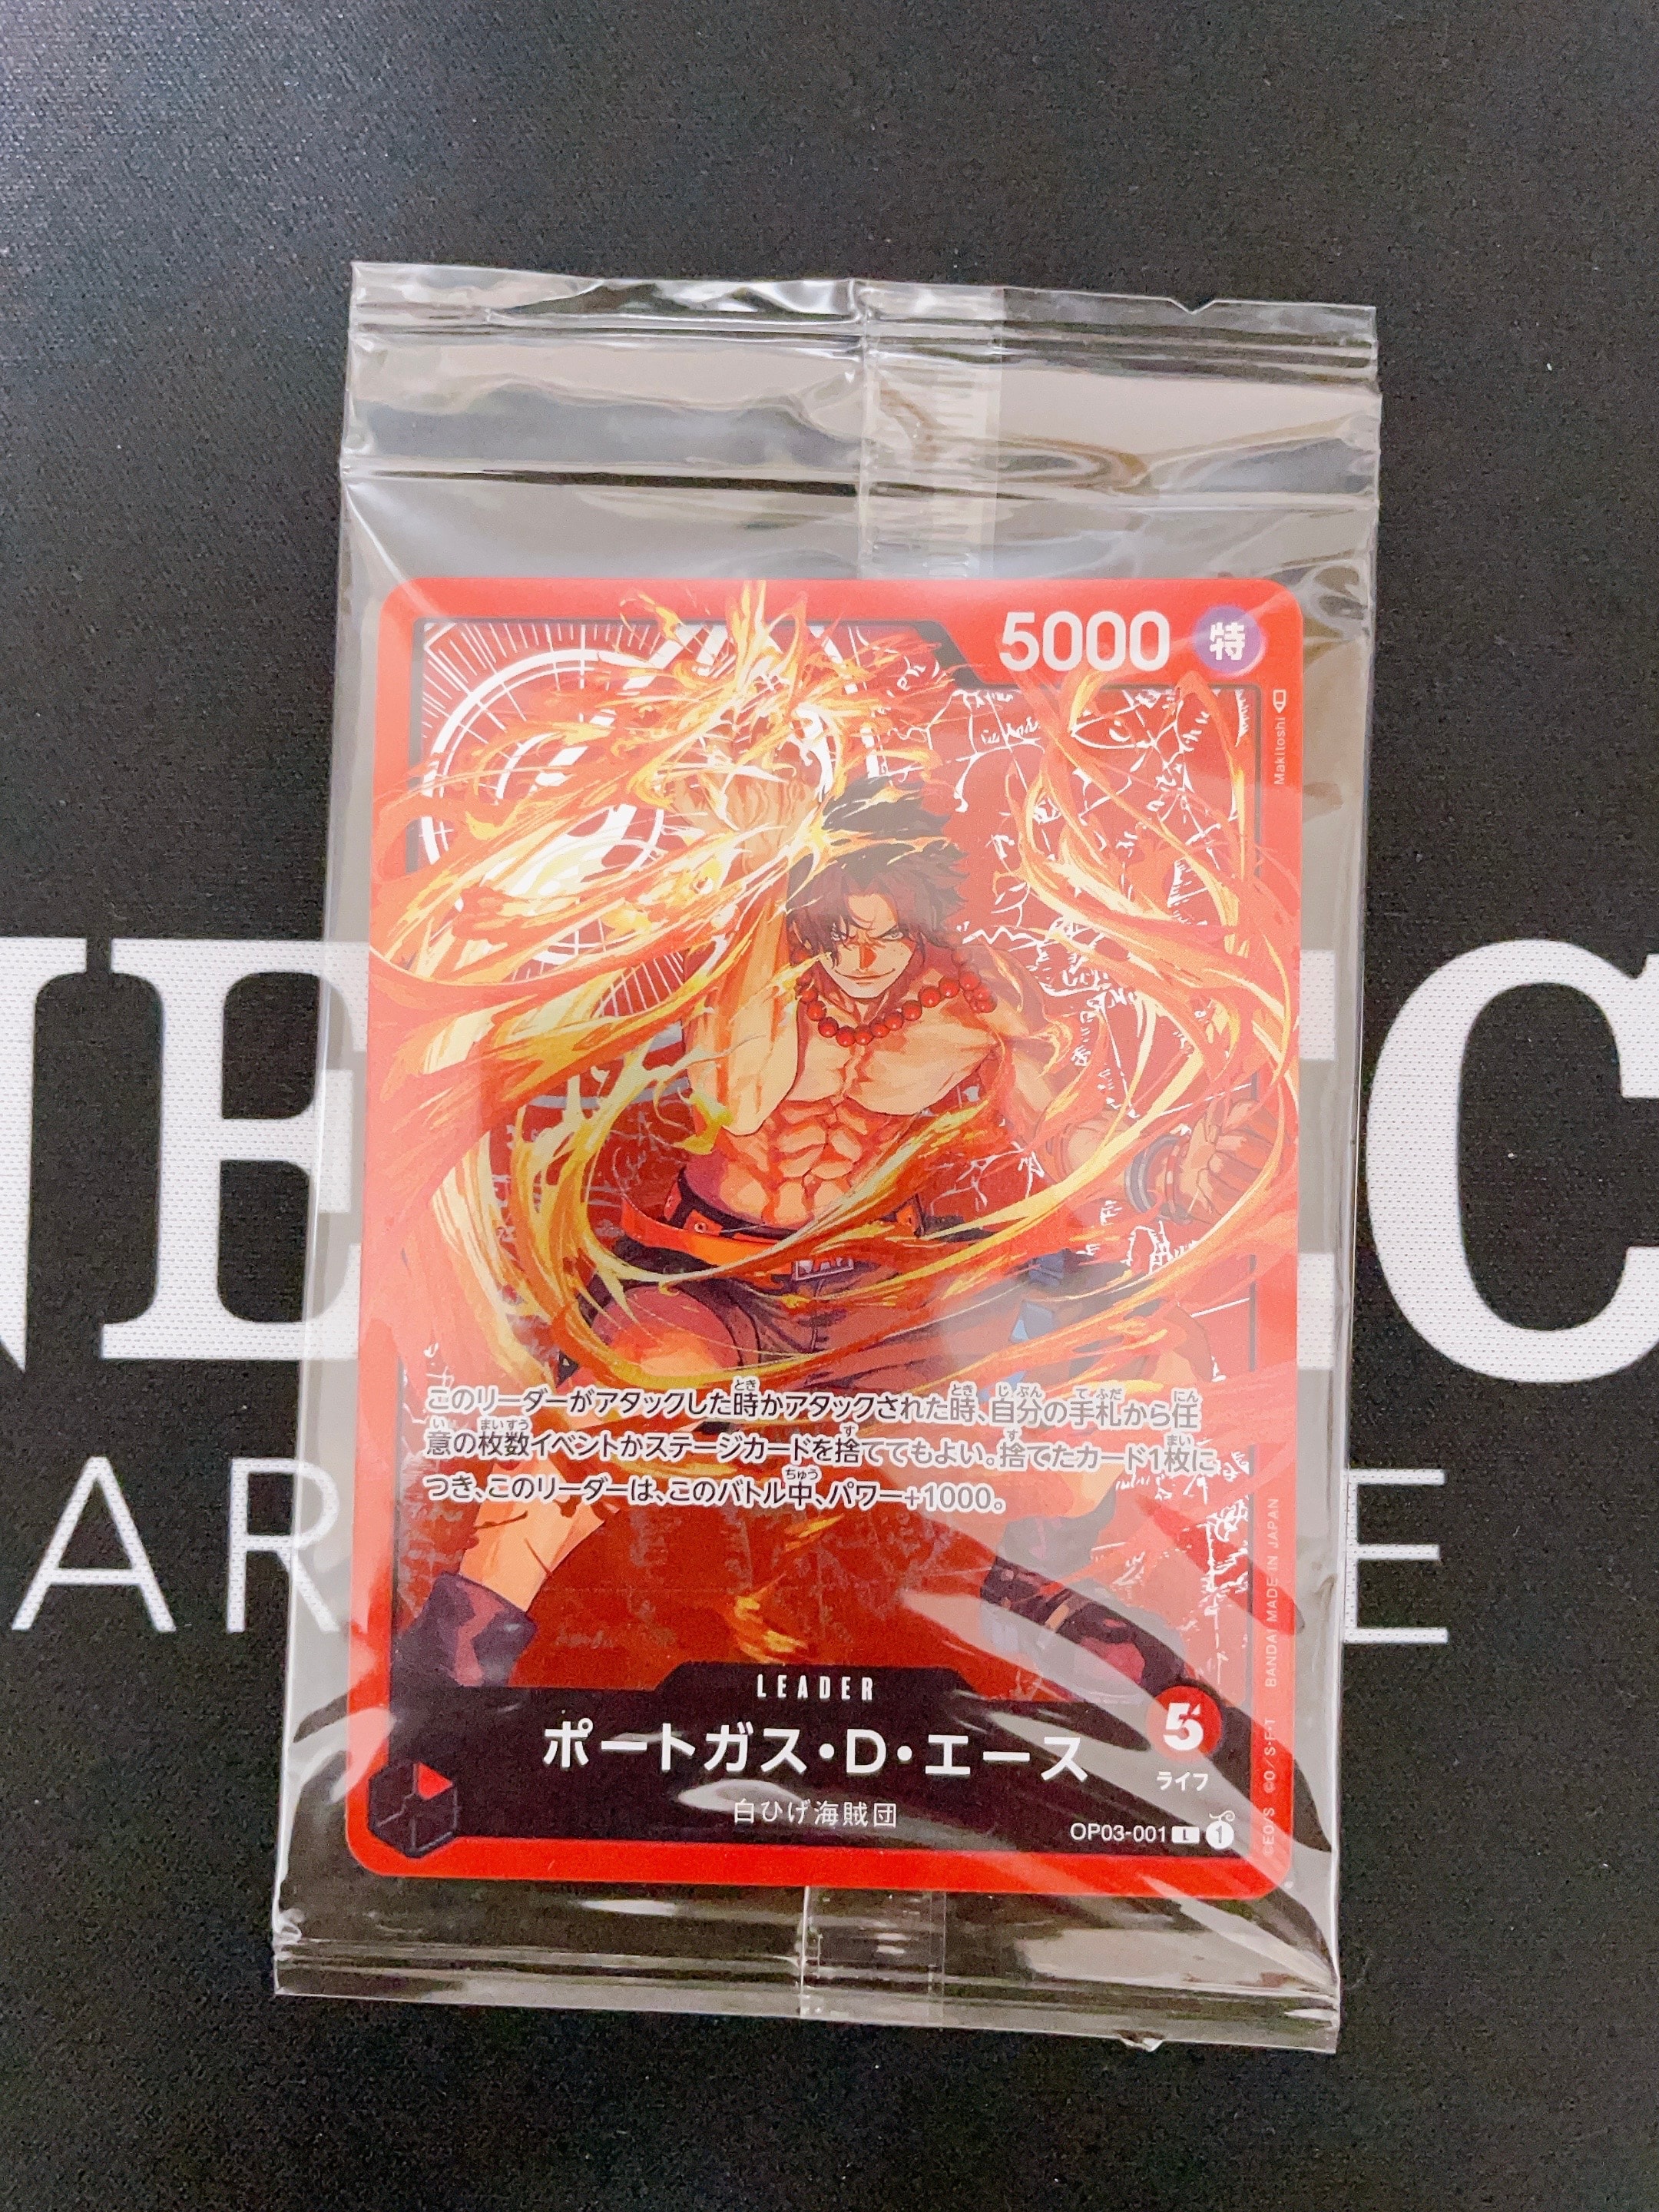 5000 特
Makitoshi
NE EC
AR E
このリーダーがアタックした時かアタックされた時、自分の手札から任
意の枚数イベントかステージカードを捨ててもよい。捨てたカード1枚に
つき、このリーダーは、このバトル中、パワー+1000。
LEADER
ポートガス・D・エース
白ひげ海賊団
5
ライフ
OP03-001 L 1
©EO/S ©O/S・F・T BANDAI MADE IN JAPAN